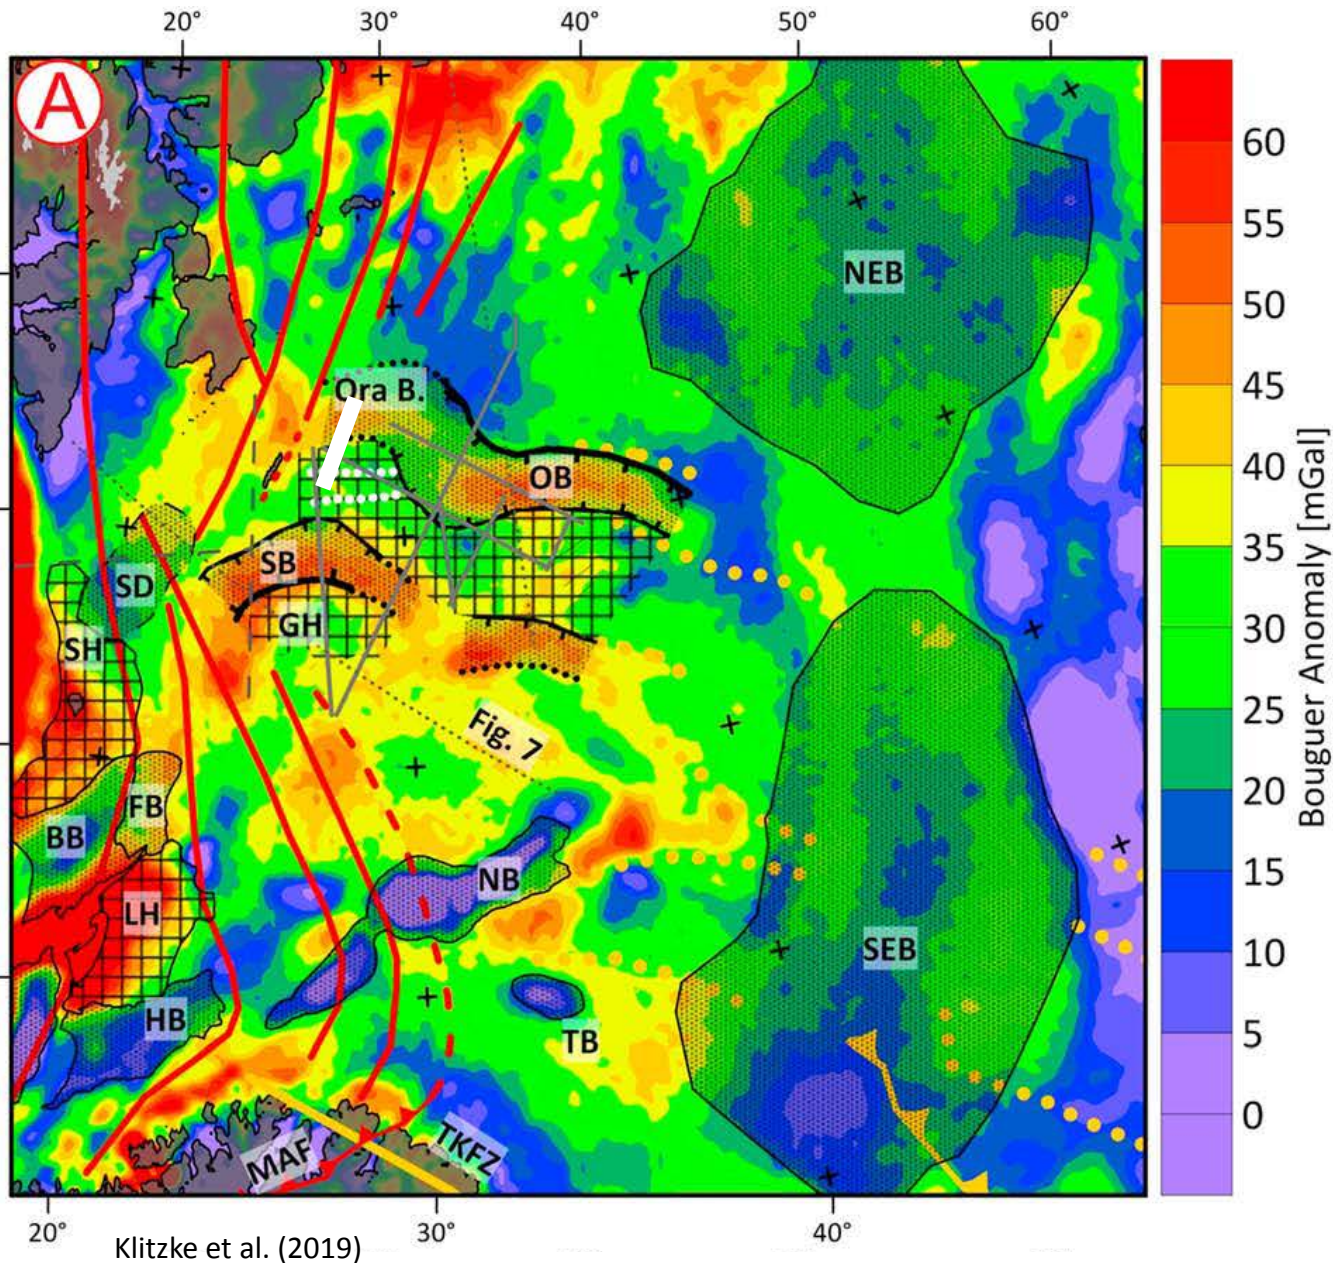 20° 30° 40° 50° 60°
A
NEB
Ora B.
OB
SB
SD
GH
SH
Fig. 7
FB
BB
NB
LH
SEB
HB
TB
MAF
TKFZ
60
55
50
45
40
35
30
25
20
15
10
5
0
Bouguer Anomaly [mGal]
20° 30° 40°
Klitzke et al. (2019)